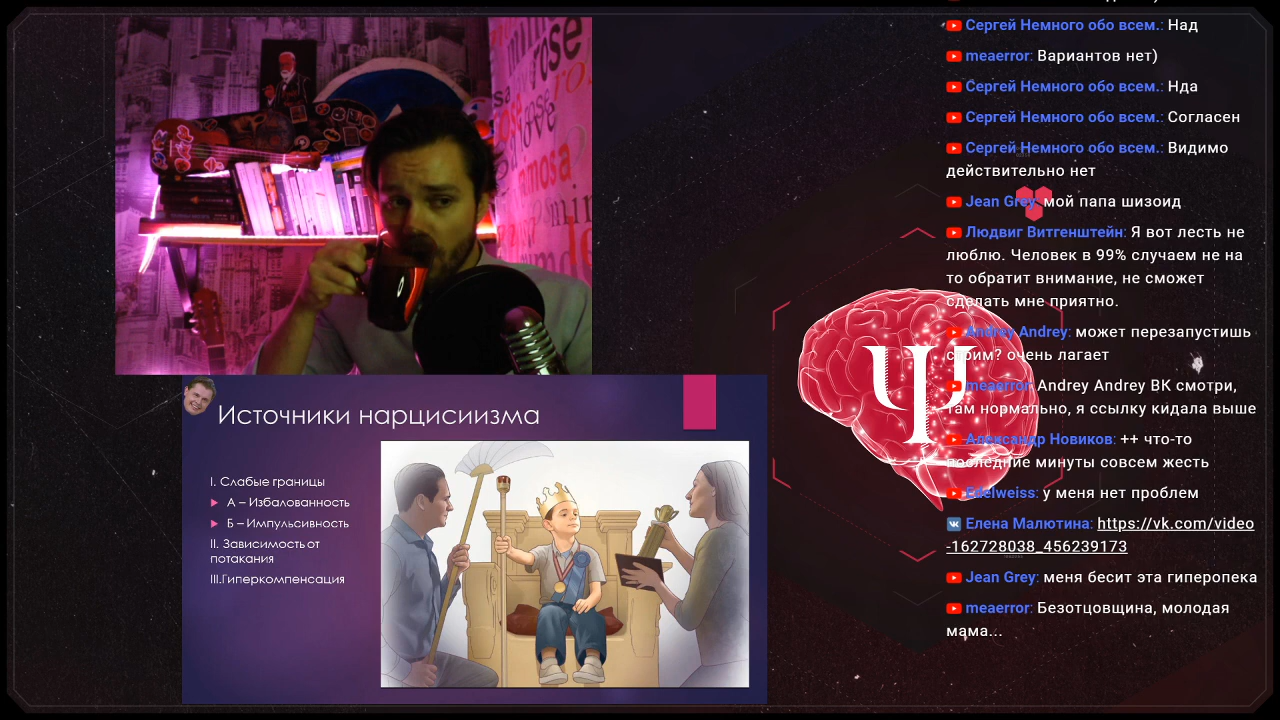 Источники нарцисиизма
I. Слабые границы
А – Избалованность
Б – Импульсивность
II. Зависимость от
потакания
III.Гиперкомпенсация
Ψ
Сергей Немного обо всем.: Над
meaerror: Вариантов нет)
Сергей Немного обо всем.: Нда
Сергей Немного обо всем.: Согласен
Сергей Немного обо всем.: Видимо
действительно нет
Jean Grey: мой папа шизоид
Людвиг Витгенштейн: Я вот лесть не
люблю. Человек в 99% случаем не на
то обратит внимание, не сможет
сделать мне приятно.
Andrey Andrey: может перезапустишь
стрим? очень лагает
meaerror: Andrey Andrey ВК смотри,
там нормально, я ссылку кидала выше
Александр Новиков: ++ что-то
последние минуты совсем жесть
Edelweiss: у меня нет проблем
Елена Малютина: https://vk.com/video
-162728038_456239173
Jean Grey: меня бесит эта гиперопека
meaerror: Безотцовщина, молодая
мама...